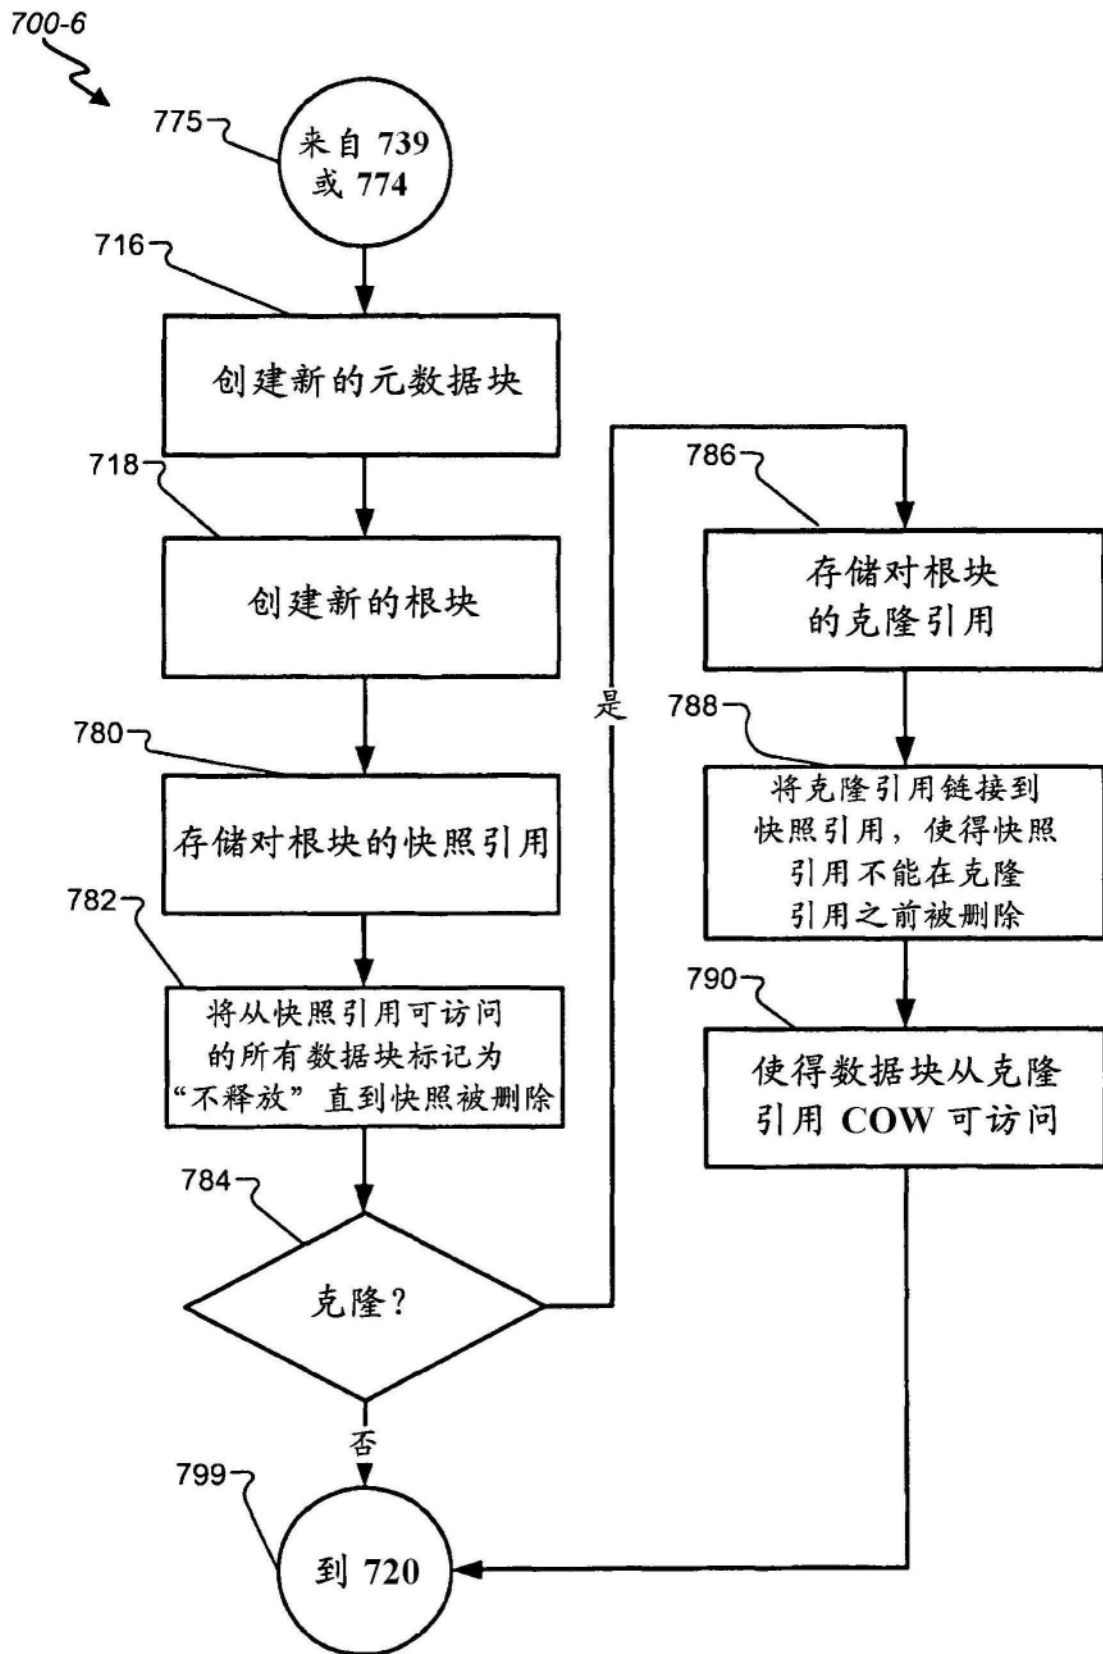 700-6
775
来自 739
或 774
716
创建新的元数据块
718
创建新的根块
780
存储对根块的快照引用
782
将从快照引用可访问
的所有数据块标记为
“不释放”直到快照被删除
784
克隆？
否
799
到 720
是
786
存储对根块
的克隆引用
788
将克隆引用链接到
快照引用，使得快照
引用不能在克隆
引用之前被删除
790
使得数据块从克隆
引用 COW 可访问